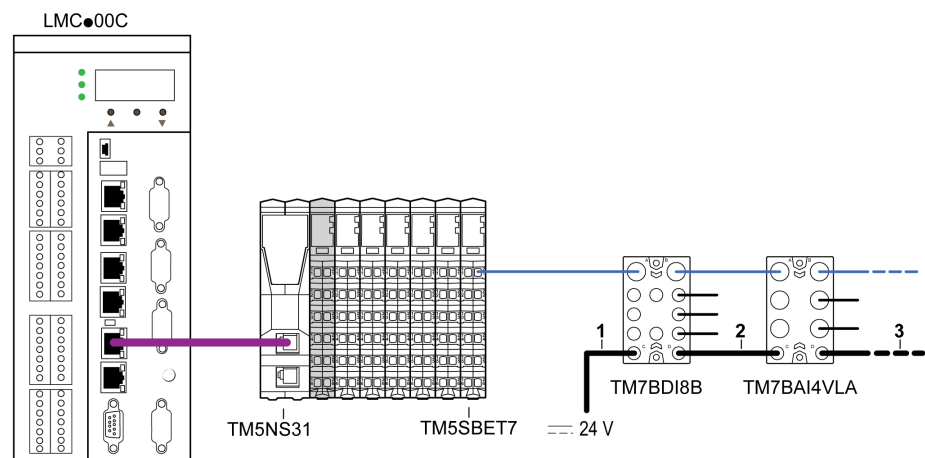 LMC●00C
A B
A B
1
2
3
C D
C D
TM7BDI8B
TM7BAI4VLA
TM5NS31
TM5SBET7
24 V